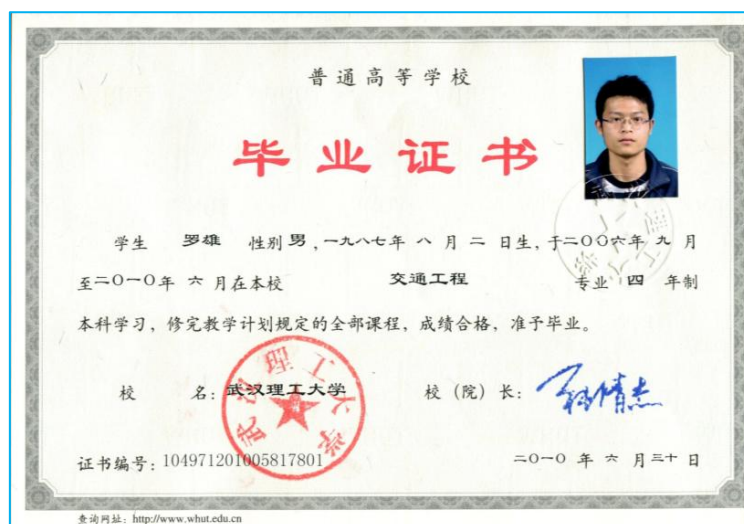 普通高等学校
毕业证书
学生 罗雄 性别 男，一九八七年 八 月 二 日生，于二〇〇六年 九 月
至二〇一〇年 六 月在本校 交通工程 专业 四 年制
本科学习，修完教学计划规定的全部课程，成绩合格，准予毕业。
校 名：武汉理工大学 校（院）长：
武汉理工大学
证书编号：104971201005817801 二〇一〇 年 六 月 三十 日
查询网址：http://www.whut.edu.cn